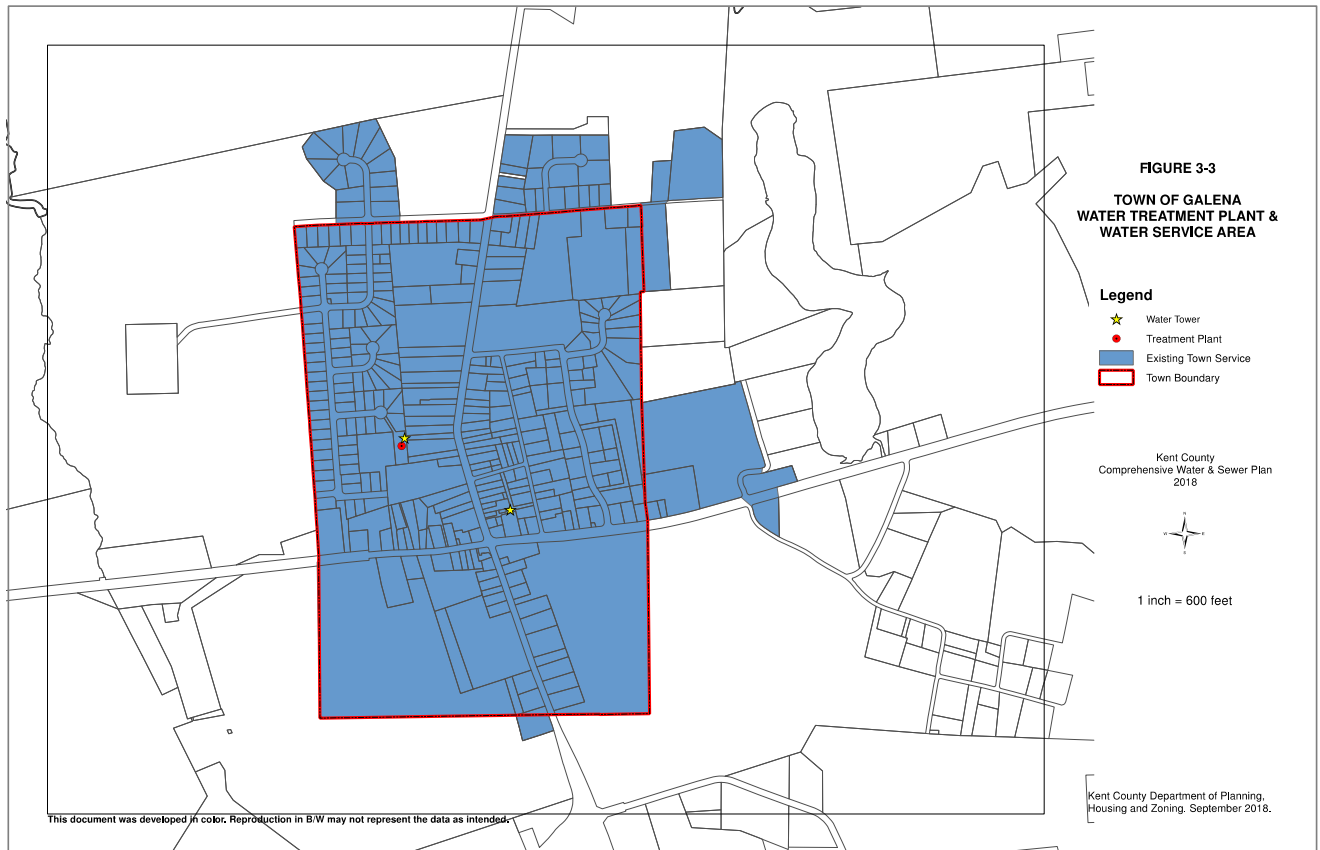 FIGURE 3-3
TOWN OF GALENA
WATER TREATMENT PLANT &
WATER SERVICE AREA
Legend
Water Tower
Treatment Plant
Existing Town Service
Town Boundary
Kent County
Comprehensive Water & Sewer Plan
2018
1 inch = 600 feet
Kent County Department of Planning,
Housing and Zoning. September 2018.
This document was developed in color. Reproduction in B/W may not represent the data as intended.